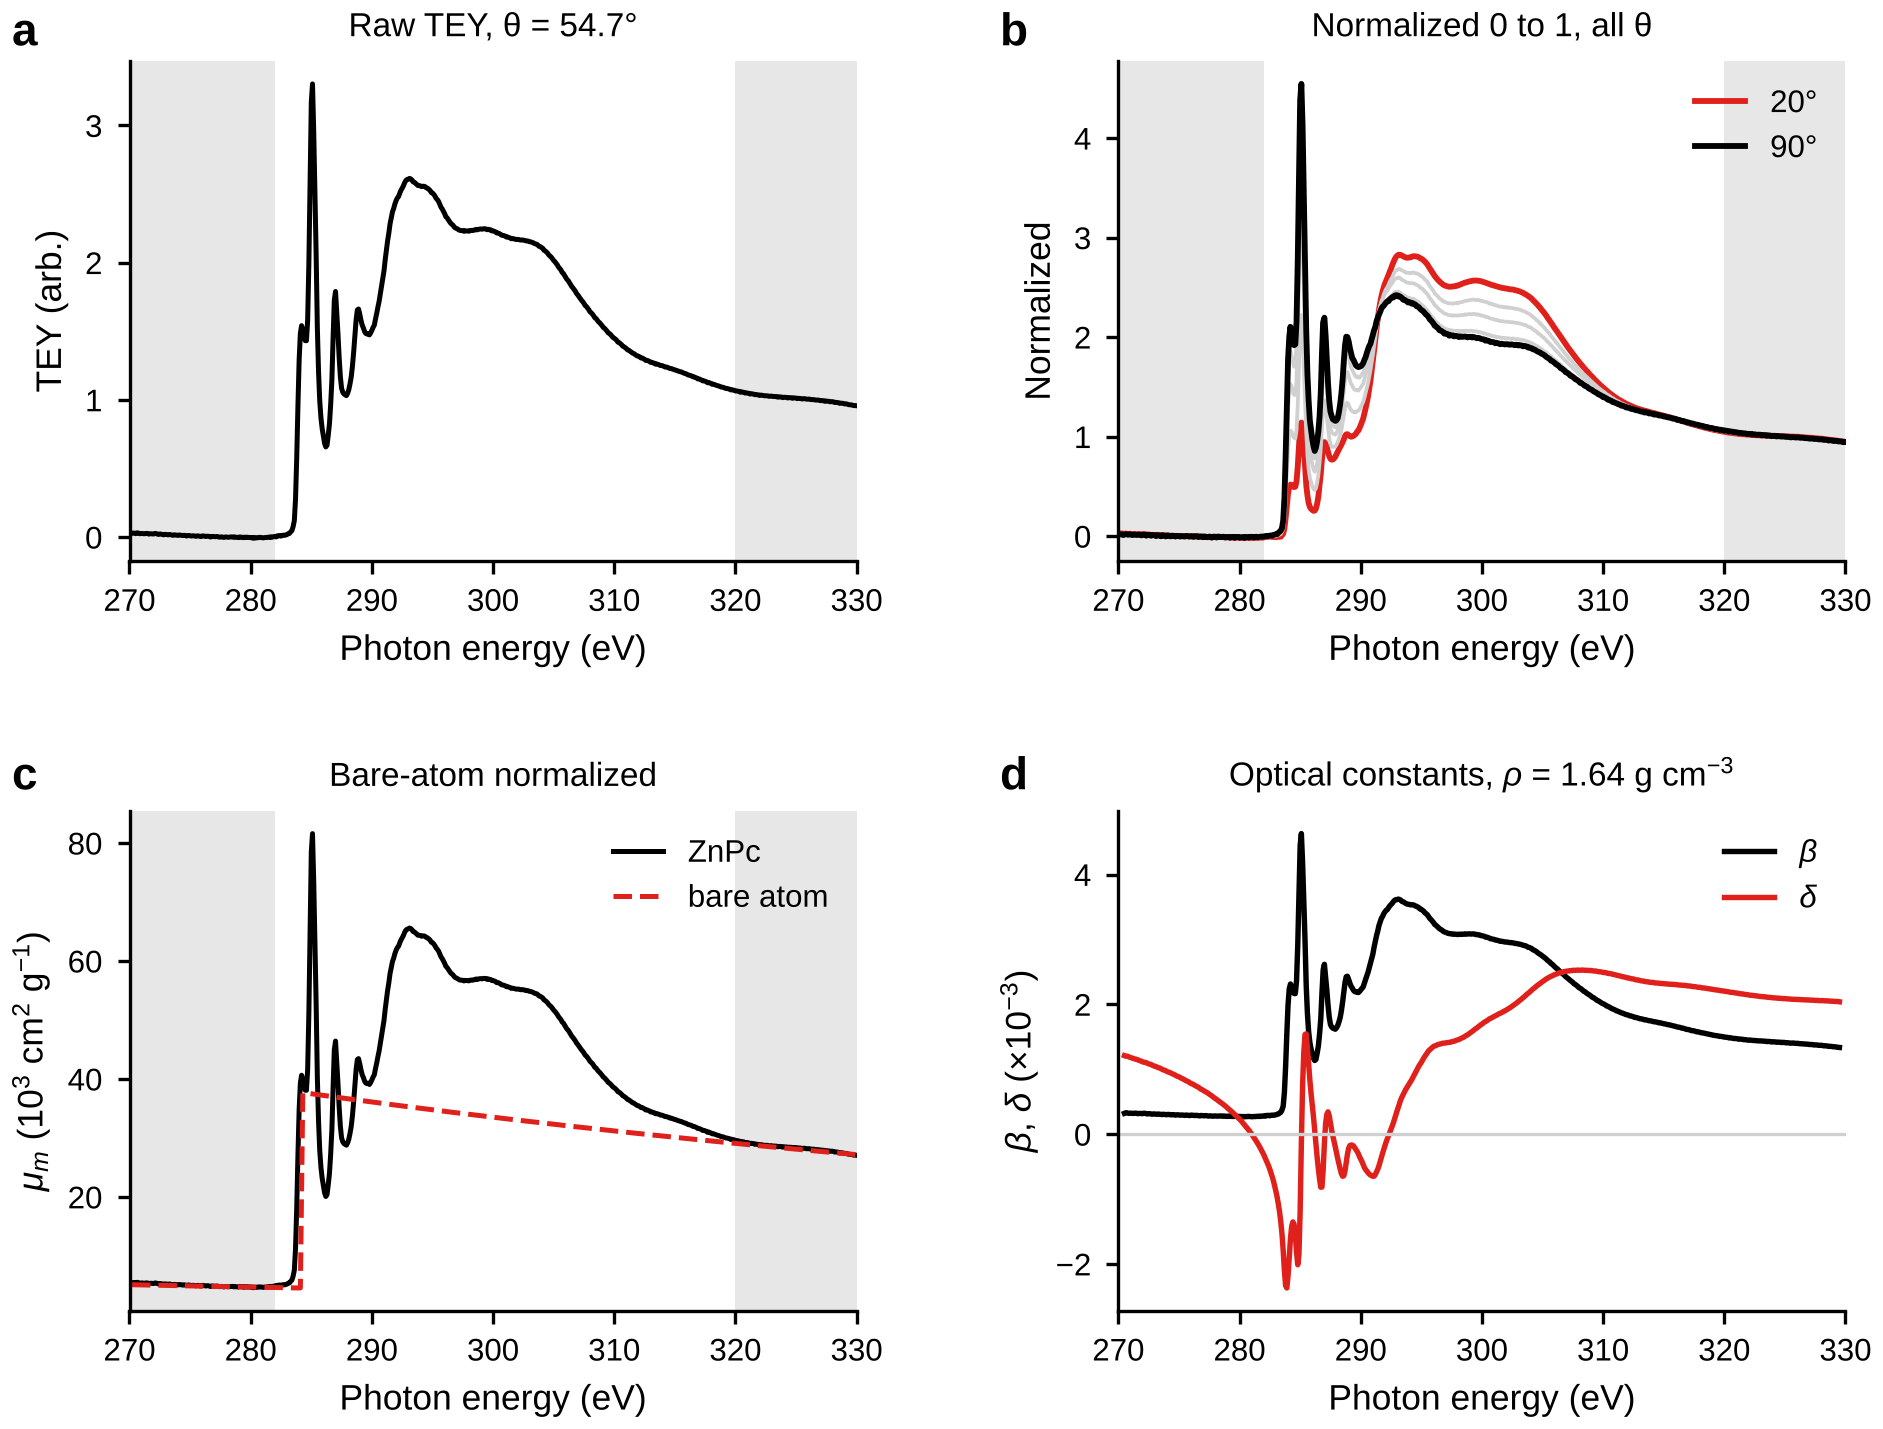 a
Raw TEY, θ = 54.7°
TEY (arb.)
3
2
1
0
270 280 290 300 310 320 330
Photon energy (eV)
b
Normalized 0 to 1, all θ
Normalized
4
3
2
1
0
20°
90°
270 280 290 300 310 320 330
Photon energy (eV)
c
Bare-atom normalized
μₘ (10³ cm² g⁻¹)
80
60
40
20
ZnPc
bare atom
270 280 290 300 310 320 330
Photon energy (eV)
d
Optical constants, ρ = 1.64 g cm⁻³
β, δ (×10⁻³)
4
2
0
−2
β
δ
270 280 290 300 310 320 330
Photon energy (eV)